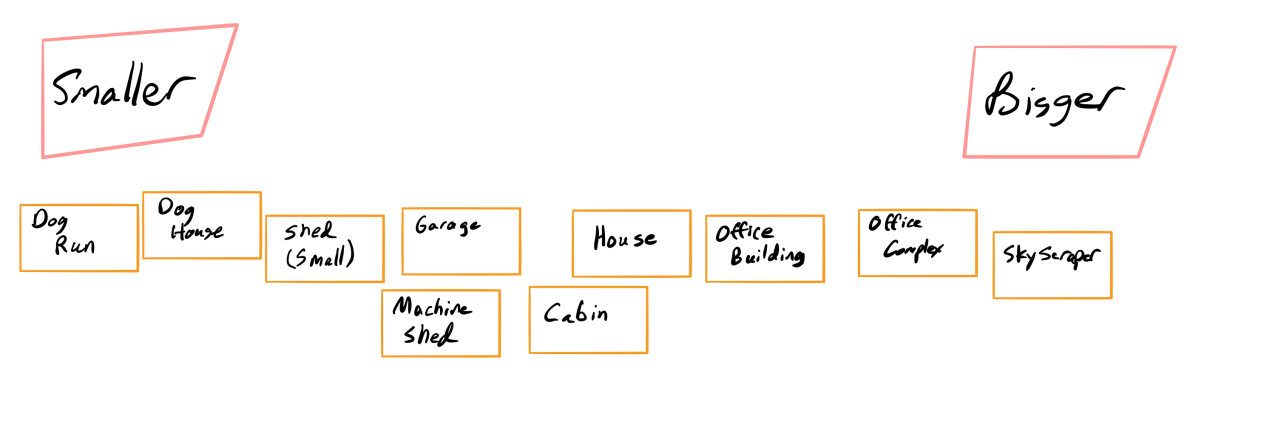 Smaller
Bigger
Dog
Run
Dog
House
Shed
(Small)
Garage
House
Office
Building
Office
Complex
Skyscraper
Machine
Shed
Cabin